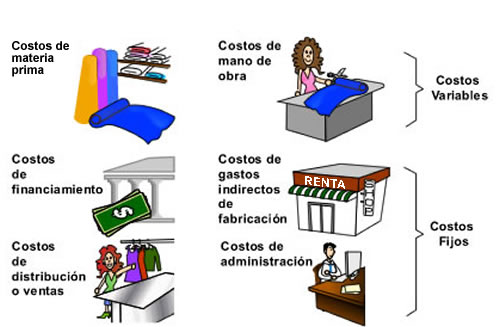 Costos de
materia
prima
Costos de
mano de
obra
Costos
Variables
Costos
de
financiamiento
Costos de
gastos
indirectos
de
fabricación
RENTA
Costos
Fijos
Costos
de
distribución
o ventas
Costos de
administración